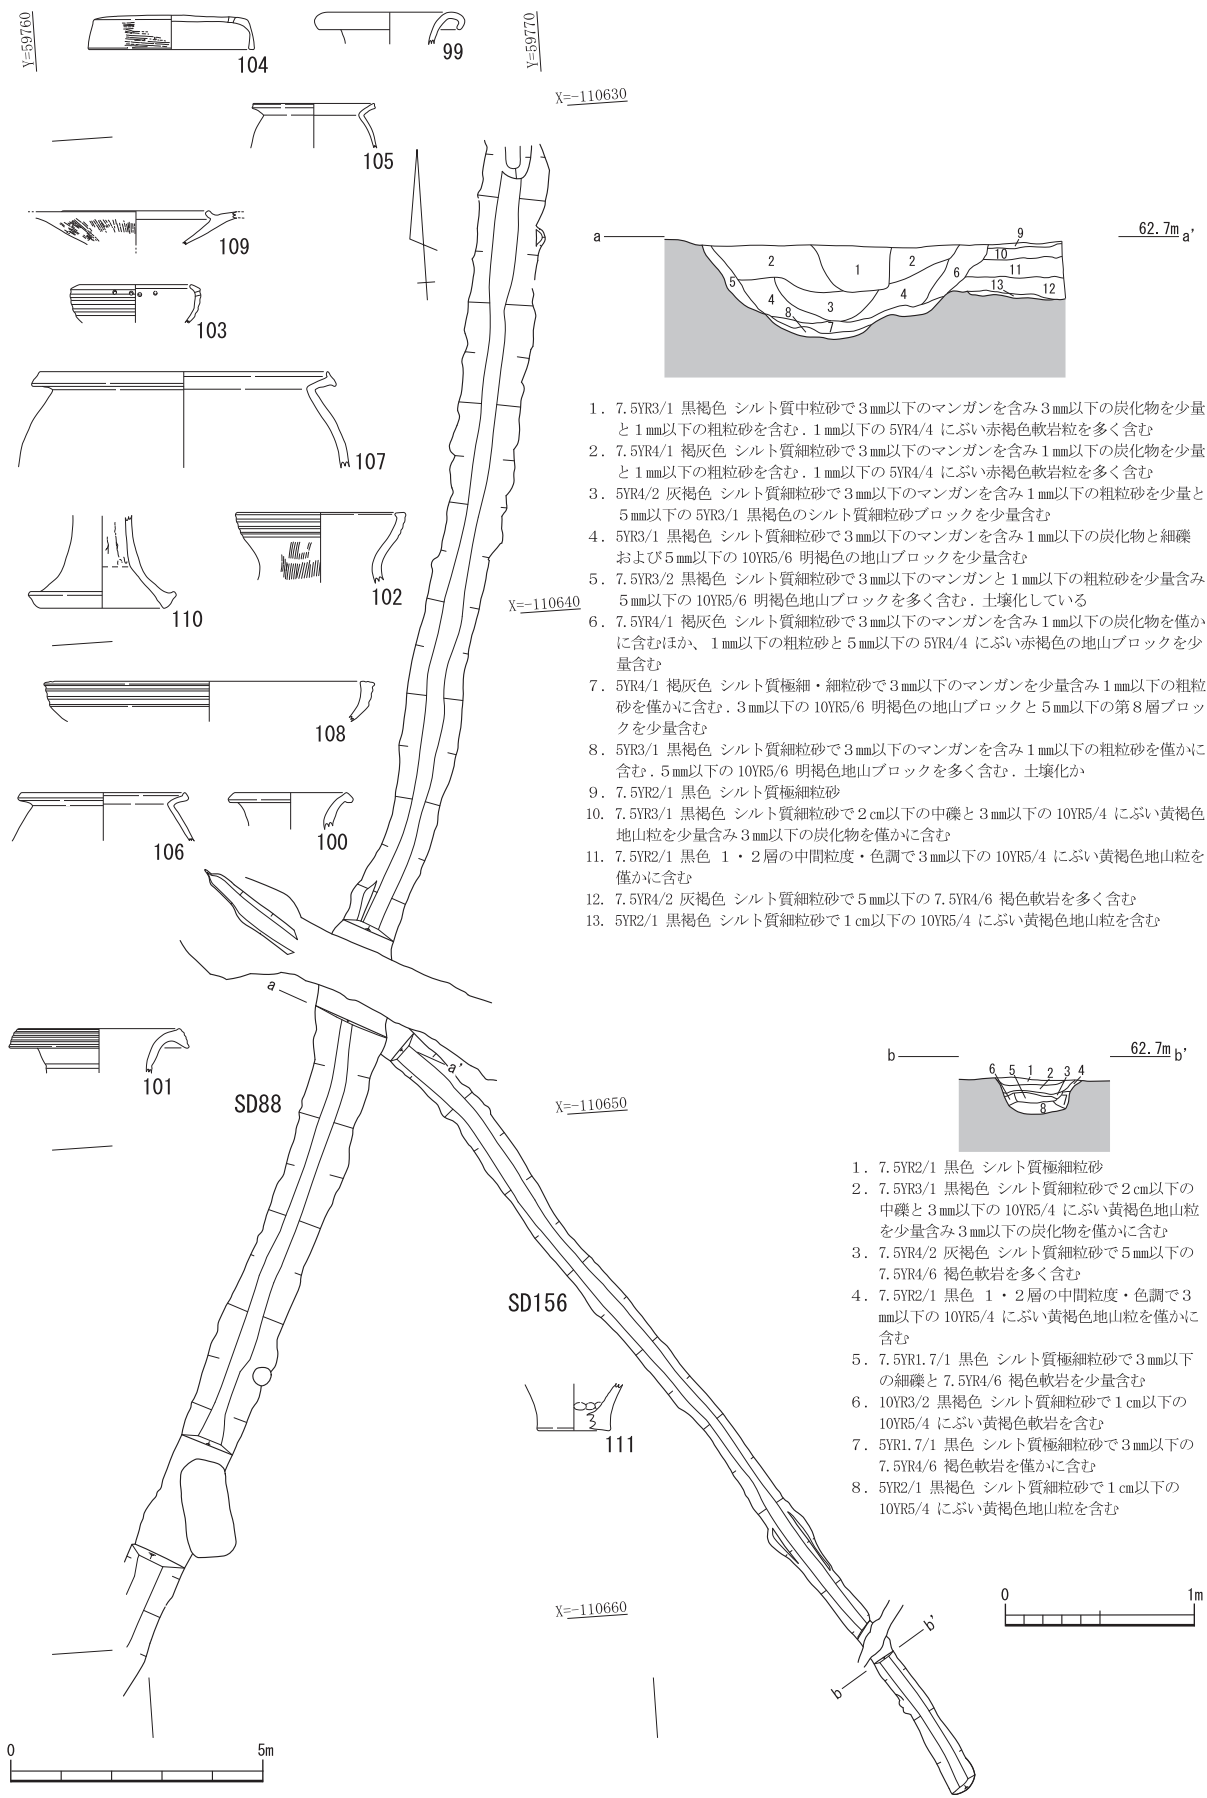 Y=59760
Y=59770
104
99
X=-110630
105
109
103
107
110
102
X=-110640
108
106
100
101
a
a'
SD88
X=-110650
SD156
111
X=-110660
b
b'
0 5m
a 62.7m a'
9
10
2 1 2
6 11
5 13 12
4 4
8 3
7
1. 7.5YR3/1 黒褐色 シルト質中粒砂で３㎜以下のマンガンを含み３㎜以下の炭化物を少量
と１㎜以下の粗粒砂を含む．１㎜以下の 5YR4/4 にぶい赤褐色軟岩粒を多く含む
2. 7.5YR4/1 褐灰色 シルト質細粒砂で３㎜以下のマンガンを含み１㎜以下の炭化物を少量
と１㎜以下の粗粒砂を含む．１㎜以下の 5YR4/4 にぶい赤褐色軟岩粒を多く含む
3. 5YR4/2 灰褐色 シルト質細粒砂で３㎜以下のマンガンを含み１㎜以下の粗粒砂を少量と
５㎜以下の 5YR3/1 黒褐色のシルト質細粒砂ブロックを少量含む
4. 5YR3/1 黒褐色 シルト質細粒砂で３㎜以下のマンガンを含み１㎜以下の炭化物と細礫
および５㎜以下の 10YR5/6 明褐色の地山ブロックを少量含む
5. 7.5YR3/2 黒褐色 シルト質細粒砂で３㎜以下のマンガンと１㎜以下の粗粒砂を少量含み
５㎜以下の 10YR5/6 明褐色地山ブロックを多く含む．土壌化している
6. 7.5YR4/1 褐灰色 シルト質細粒砂で３㎜以下のマンガンを含み１㎜以下の炭化物を僅か
に含むほか、１㎜以下の粗粒砂と５㎜以下の 5YR4/4 にぶい赤褐色の地山ブロックを少
量含む
7. 5YR4/1 褐灰色 シルト質極細・細粒砂で３㎜以下のマンガンを少量含み１㎜以下の粗粒
砂を僅かに含む．３㎜以下の 10YR5/6 明褐色の地山ブロックと５㎜以下の第８層ブロッ
クを少量含む
8. 5YR3/1 黒褐色 シルト質細粒砂で３㎜以下のマンガンを含み１㎜以下の粗粒砂を僅かに
含む．５㎜以下の 10YR5/6 明褐色地山ブロックを多く含む．土壌化か
9. 7.5YR2/1 黒色 シルト質極細粒砂
10. 7.5YR3/1 黒褐色 シルト質細粒砂で２㎝以下の中礫と３㎜以下の 10YR5/4 にぶい黄褐色
地山粒を少量含み３㎜以下の炭化物を僅かに含む
11. 7.5YR2/1 黒色 １・２層の中間粒度・色調で３㎜以下の 10YR5/4 にぶい黄褐色地山粒を
僅かに含む
12. 7.5YR4/2 灰褐色 シルト質細粒砂で５㎜以下の 7.5YR4/6 褐色軟岩を多く含む
13. 5YR2/1 黒褐色 シルト質細粒砂で１㎝以下の 10YR5/4 にぶい黄褐色地山粒を含む
b 62.7m b'
6 5 1 2 3 4
8
1. 7.5YR2/1 黒色 シルト質極細粒砂
2. 7.5YR3/1 黒褐色 シルト質細粒砂で２㎝以下の
中礫と３㎜以下の 10YR5/4 にぶい黄褐色地山粒
を少量含み３㎜以下の炭化物を僅かに含む
3. 7.5YR4/2 灰褐色 シルト質細粒砂で５㎜以下の
7.5YR4/6 褐色軟岩を多く含む
4. 7.5YR2/1 黒色 １・２層の中間粒度・色調で３
㎜以下の 10YR5/4 にぶい黄褐色地山粒を僅かに
含む
5. 7.5YR1.7/1 黒色 シルト質極細粒砂で３㎜以下
の細礫と 7.5YR4/6 褐色軟岩を少量含む
6. 10YR3/2 黒褐色 シルト質細粒砂で１㎝以下の
10YR5/4 にぶい黄褐色軟岩を含む
7. 5YR1.7/1 黒色 シルト質極細粒砂で３㎜以下の
7.5YR4/6 褐色軟岩を僅かに含む
8. 5YR2/1 黒褐色 シルト質細粒砂で１㎝以下の
10YR5/4 にぶい黄褐色地山粒を含む
0 1m